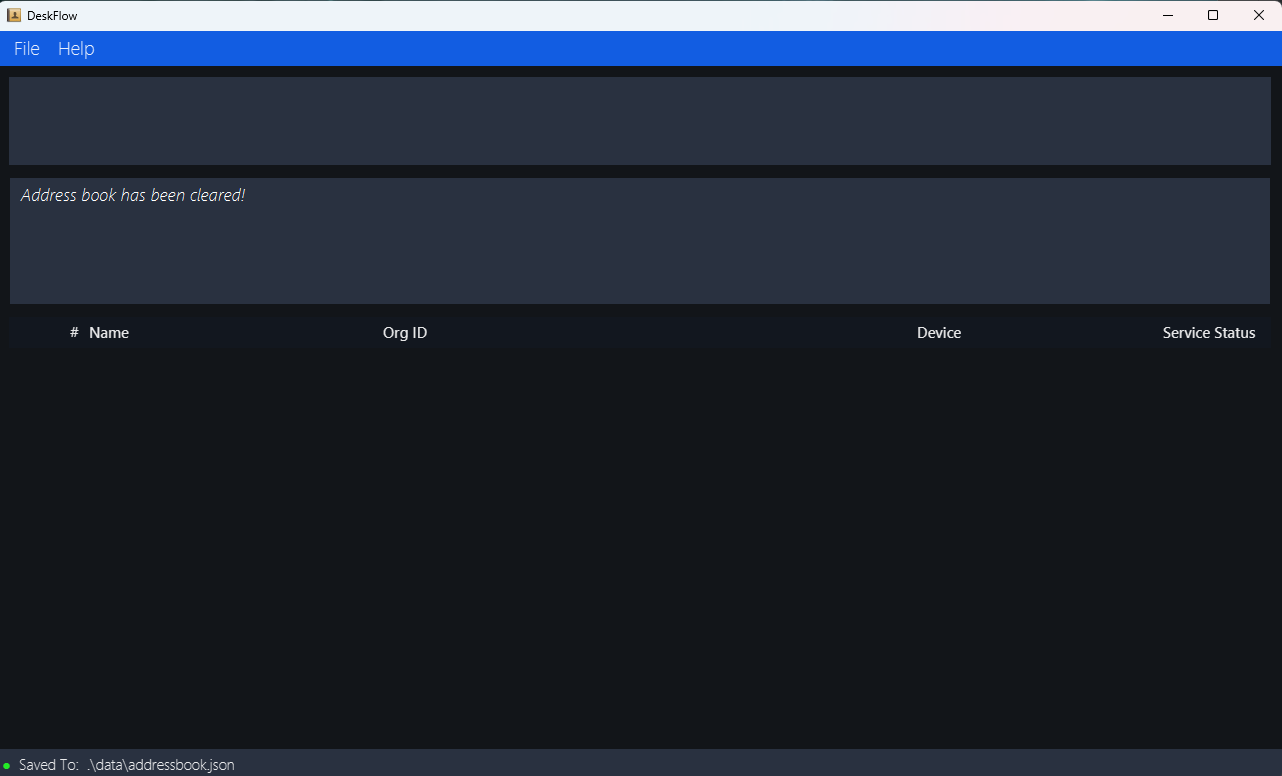 DeskFlow
File Help
Address book has been cleared!
# Name Org ID Device Service Status
Saved To: .\data\addressbook.json